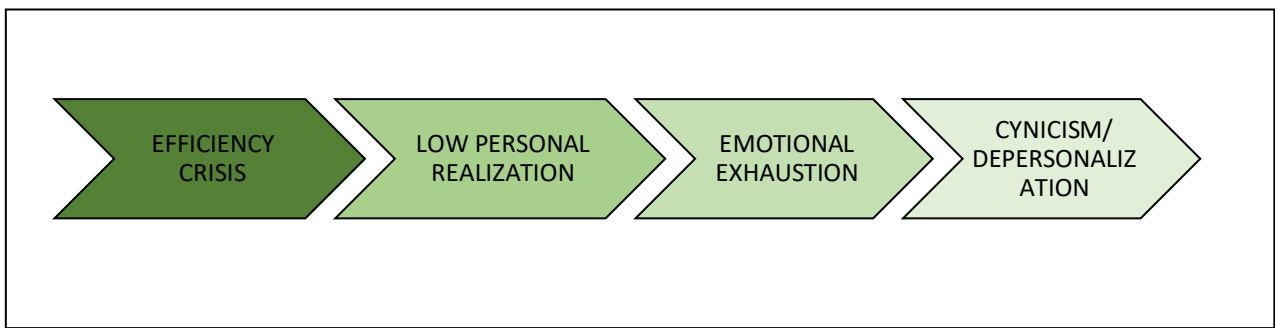 EFFICIENCY
CRISIS
LOW PERSONAL
REALIZATION
EMOTIONAL
EXHAUSTION
CYNICISM/
DEPERSONALIZ
ATION